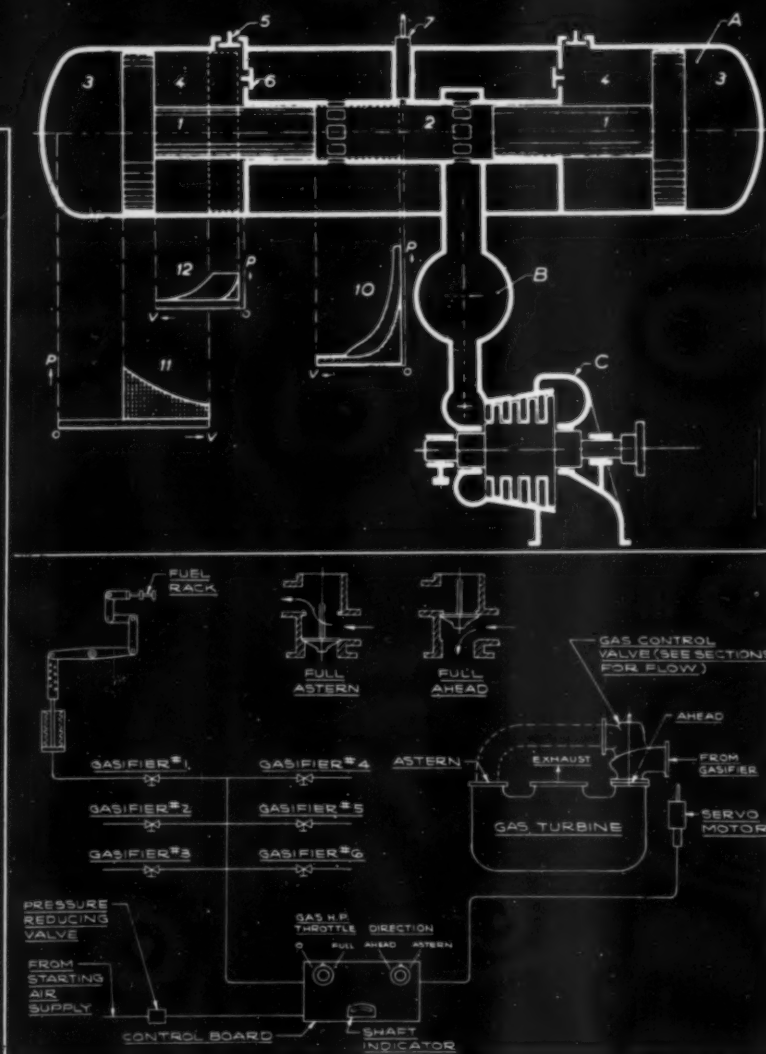 5
7
A
3
4
6
4
3
1
2
1
P
12
V
O
P
10
V
O
B
P
11
O
V
C
FUEL
RACK
FULL
ASTERN
FULL
AHEAD
GAS CONTROL
VALVE (SEE SECTIONS
FOR FLOW)
AHEAD
GASIFIER #1
GASIFIER #4
ASTERN
EXHAUST
FROM
GASIFIER
GASIFIER #2
GASIFIER #5
GAS TURBINE
SERVO
MOTOR
GASIFIER #3
GASIFIER #6
PRESSURE
REDUCING
VALVE
GAS H.P.
THROTTLE DIRECTION
O FULL AHEAD ASTERN
FROM
STARTING
AIR
SUPPLY
CONTROL BOARD
SHAFT
INDICATOR